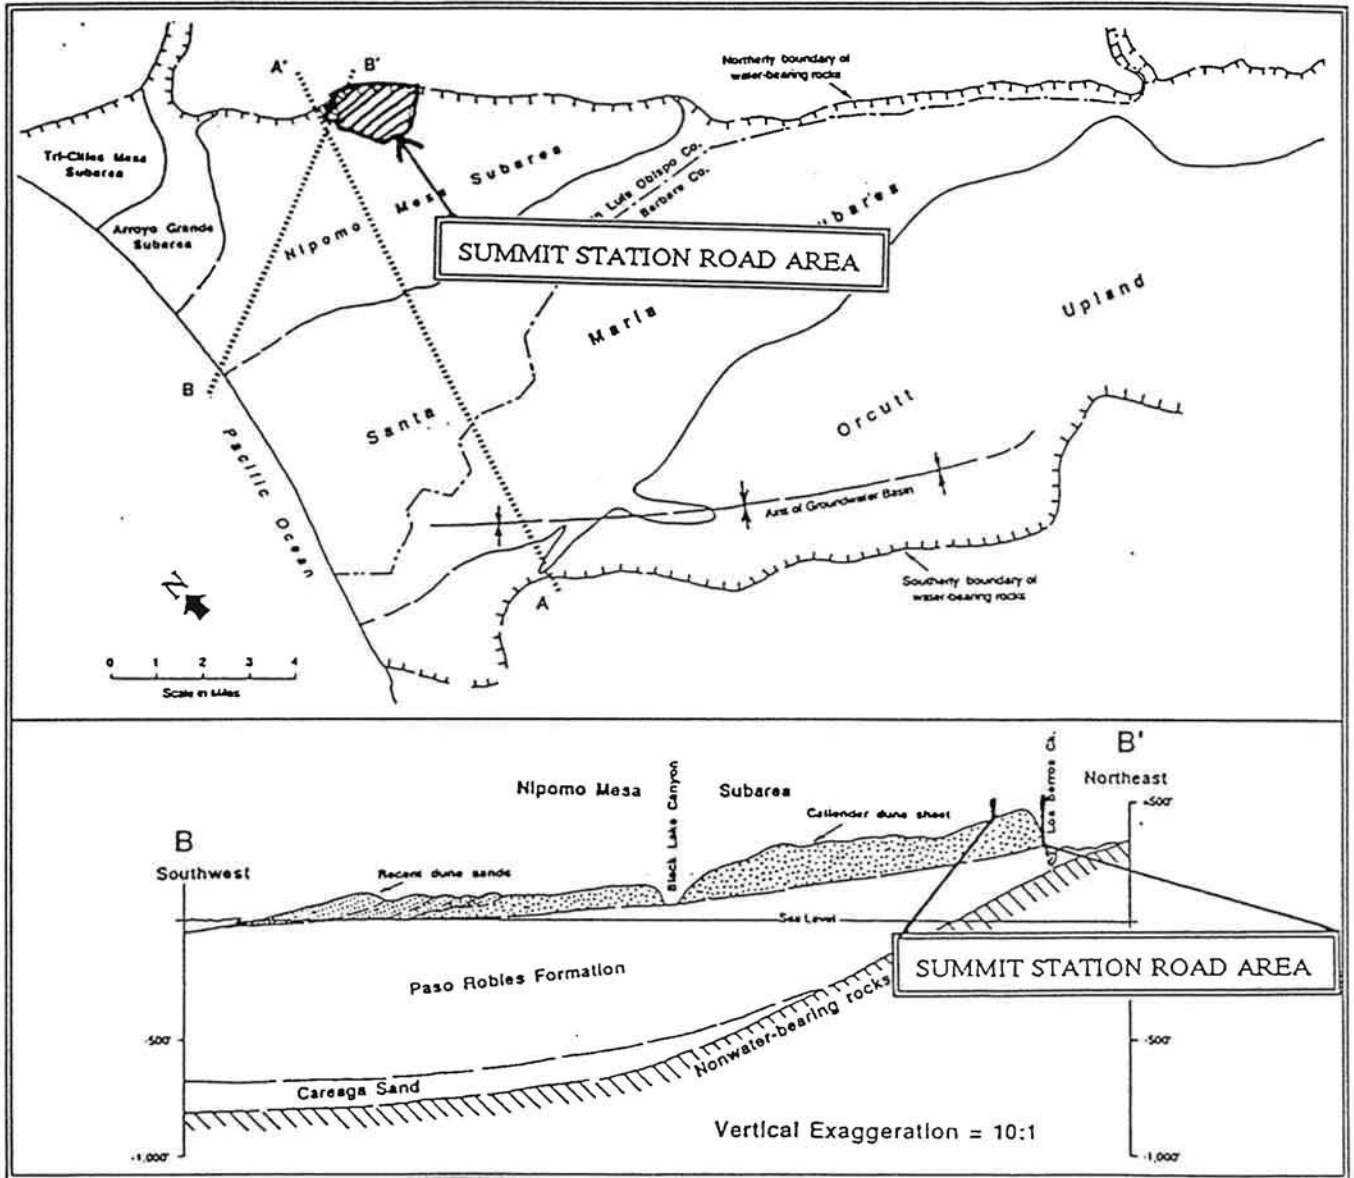 A'
B'
Northerly boundary of
water-bearing rocks
Tri-Cities Mesa
Subarea
Arroyo Grande
Subarea
Nipomo Mesa Subarea
Luis Obispo Co.
Barbara Co.
SUMMIT STATION ROAD AREA
Santa Maria
Upland
Orcutt
B
Pacific Ocean
Axis of Groundwater Basin
Southerly boundary of
water-bearing rocks
A
N
0 1 2 3 4
Scale in Miles
B
Southwest
Nipomo Mesa Subarea
Black Lake Canyon
Los Berros Ck.
B'
Northeast
Callender dune sheet
Recent dune sands
Sea Level
SUMMIT STATION ROAD AREA
Paso Robles Formation
Nonwater-bearing rocks
Careaga Sand
-500'
-1,000'
-500'
-1,000'
Vertical Exaggeration = 10:1